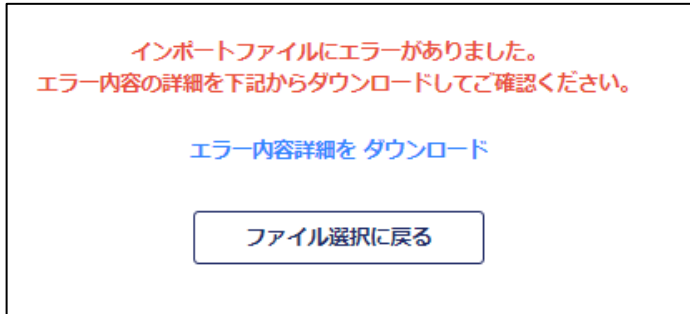 インポートファイルにエラーがありました。
エラー内容の詳細を下記からダウンロードしてご確認ください。
エラー内容詳細を ダウンロード
ファイル選択に戻る